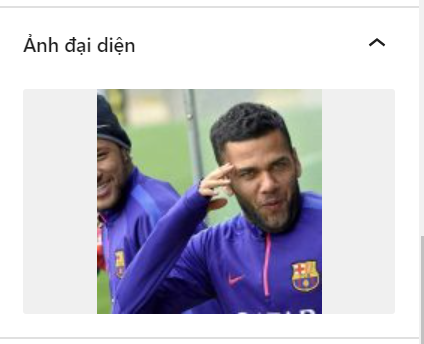 Ảnh đại diện